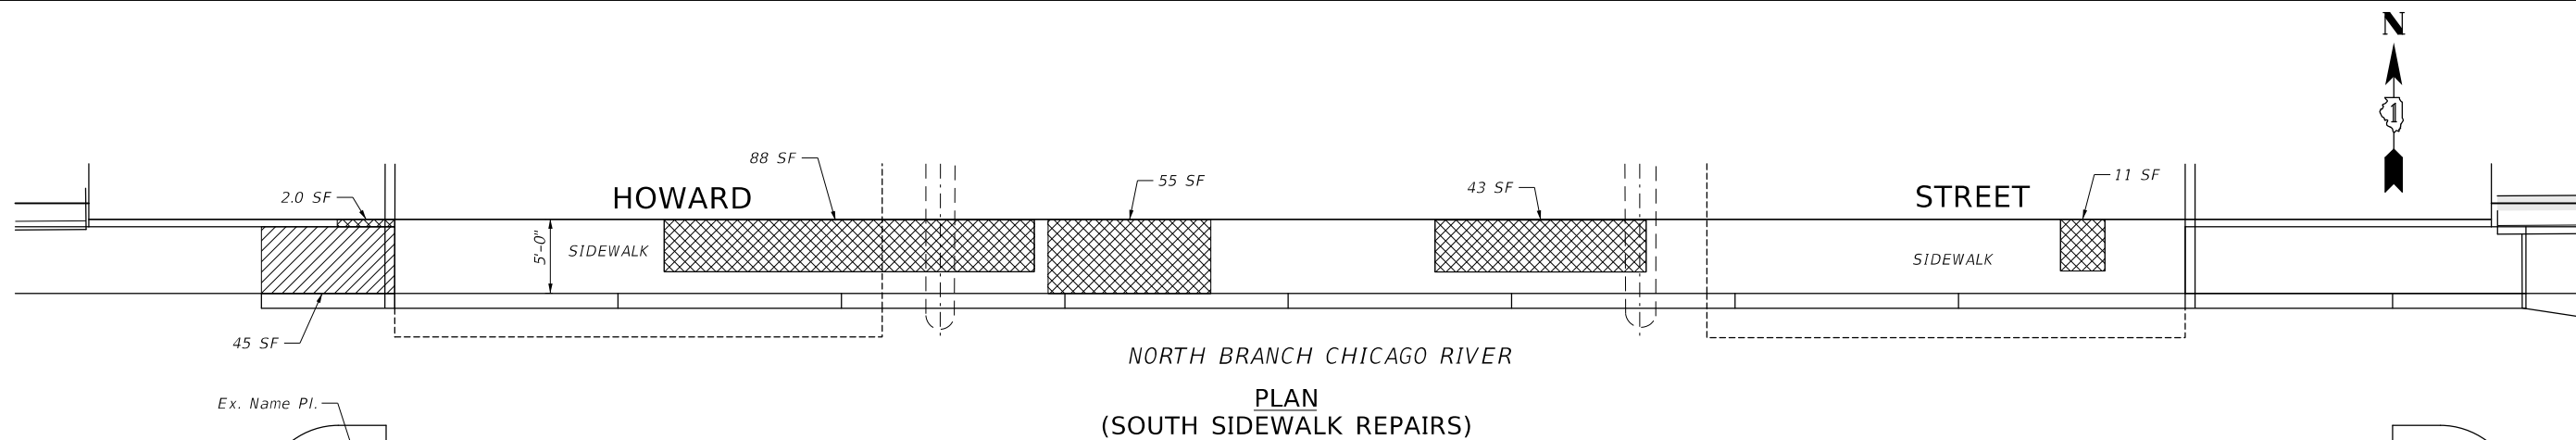 N
1
88 SF
55 SF
11 SF
2.0 SF
HOWARD
43 SF
STREET
5'-0"
SIDEWALK
SIDEWALK
45 SF
NORTH BRANCH CHICAGO RIVER
Ex. Name Pl.
PLAN
(SOUTH SIDEWALK REPAIRS)